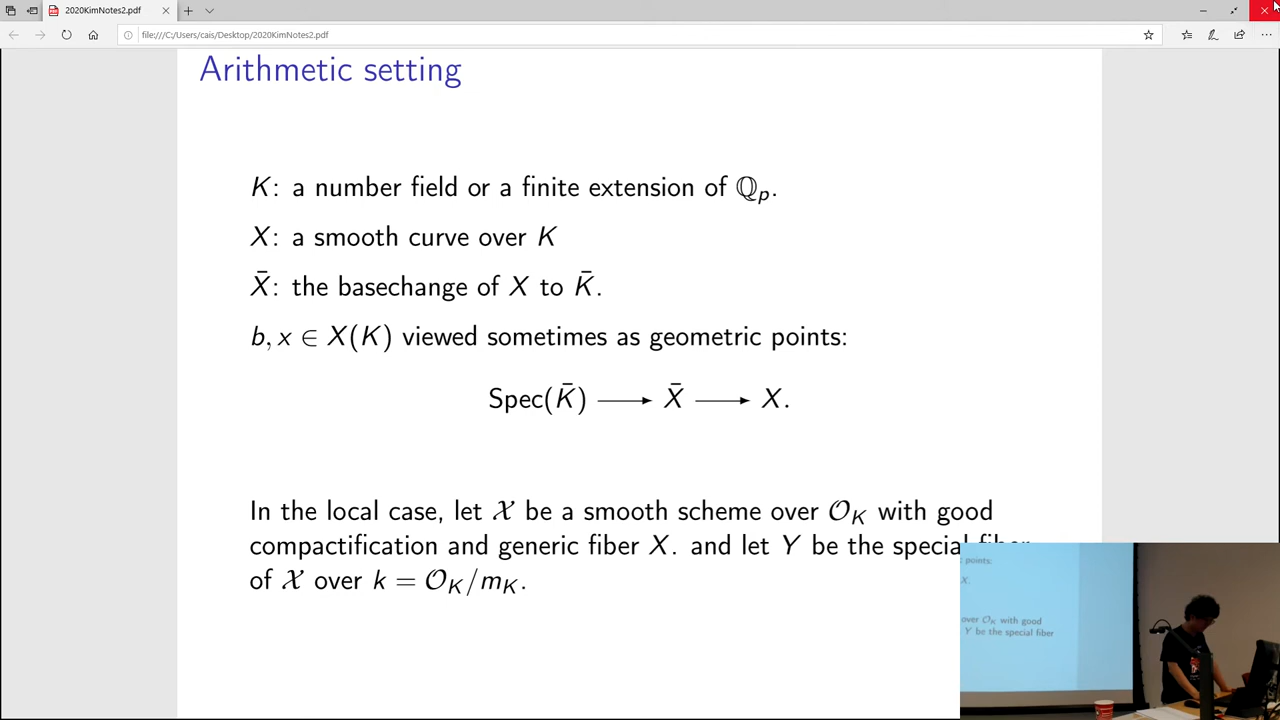 2020KimNotes2.pdf
file:///C:/Users/cais/Desktop/2020KimNotes2.pdf
Arithmetic setting
K: a number field or a finite extension of ℚₚ.
X: a smooth curve over K
X̄: the basechange of X to K̄.
b, x ∈ X(K) viewed sometimes as geometric points:
Spec(K̄) ⟶ X̄ ⟶ X.
In the local case, let 𝒳 be a smooth scheme over 𝒪_K with good
compactification and generic fiber X. and let Y be the special fiber
of 𝒳 over k = 𝒪_K/m_K.
points:
X.
over 𝒪_K with good
Y be the special fiber